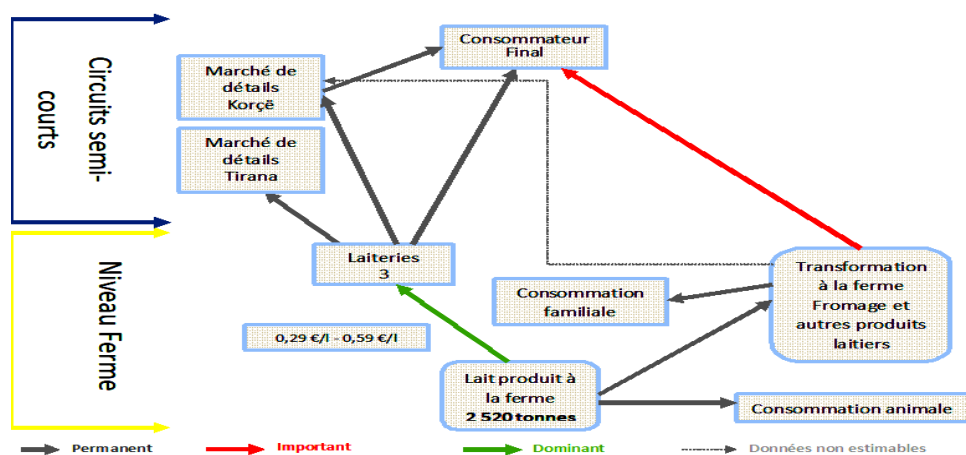 Circuits semi-
courts
Consommateur
Final
Marché de
détails
Korçë
Marché de
détails
Tirana
Niveau Ferme
Laiteries
3
Transformation
à la ferme
Fromage et
autres produits
laitiers
Consommation
familiale
0,29 €/l - 0,59 €/l
Lait produit à
la ferme
2 520 tonnes
Consommation animale
Permanent
Important
Dominant
Données non estimables